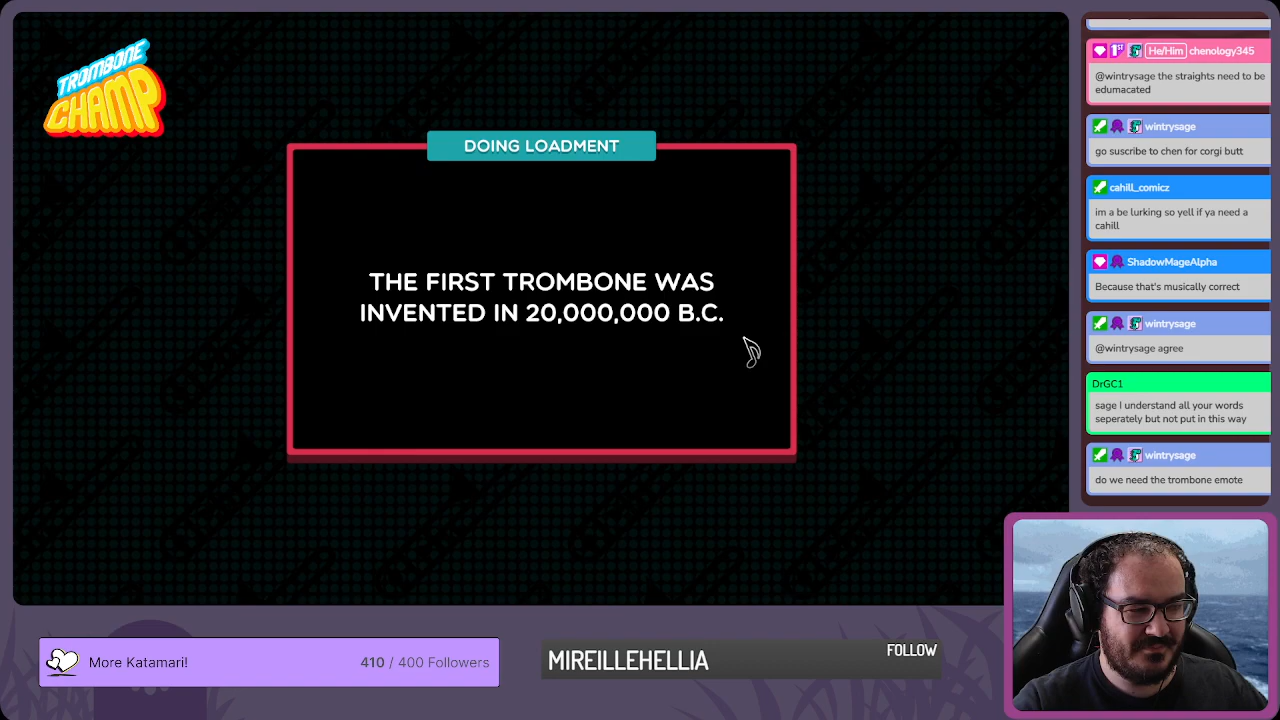 TROMBONE
CHAMP
DOING LOADMENT
THE FIRST TROMBONE WAS
INVENTED IN 20,000,000 B.C.
1st He/Him chenology345
@wintrysage the straights need to be
edumacated
wintrysage
go suscribe to chen for corgi butt
cahill_comicz
im a be lurking so yell if ya need a
cahill
ShadowMageAlpha
Because that's musically correct
wintrysage
@wintrysage agree
DrGC1
sage I understand all your words
seperately but not put in this way
wintrysage
do we need the trombone emote
More Katamari!
410 / 400 Followers
MIREILLEHELLIA
FOLLOW